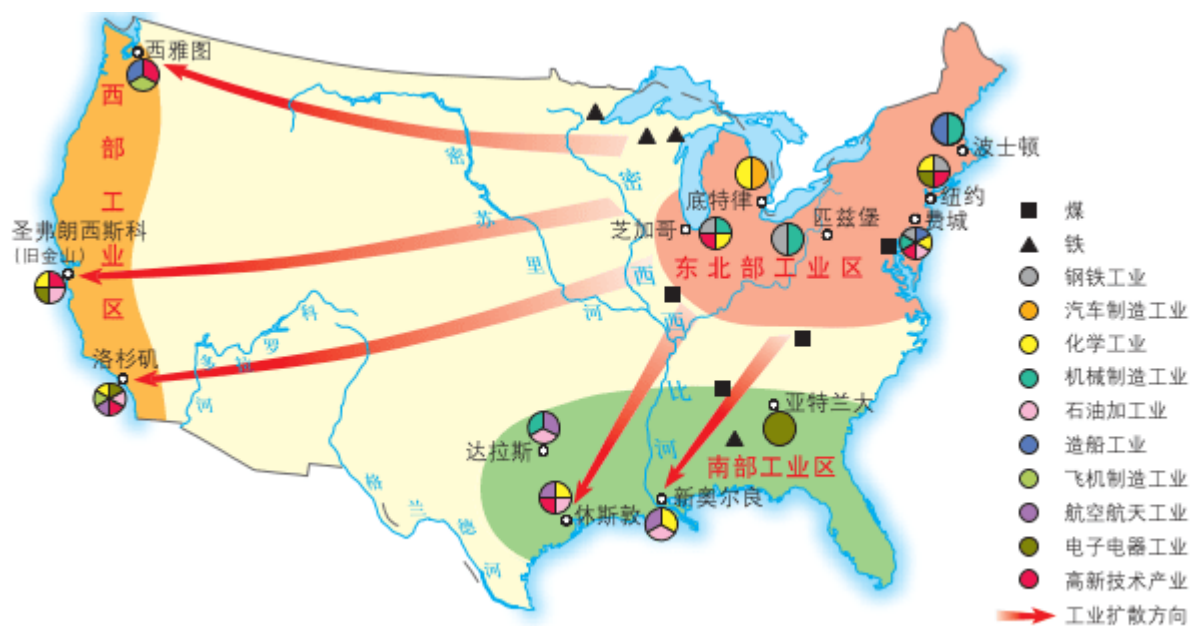 西雅图
西部工业区
圣弗朗西斯科
(旧金山)
洛杉矶
科罗拉多河
密苏里河
密西西比河
格兰德河
底特律
芝加哥
匹兹堡
波士顿
纽约
费城
东北部工业区
亚特兰大
达拉斯
南部工业区
休斯敦
新奥尔良
煤
铁
钢铁工业
汽车制造工业
化学工业
机械制造工业
石油加工业
造船工业
飞机制造工业
航空航天工业
电子电器工业
高新技术产业
工业扩散方向